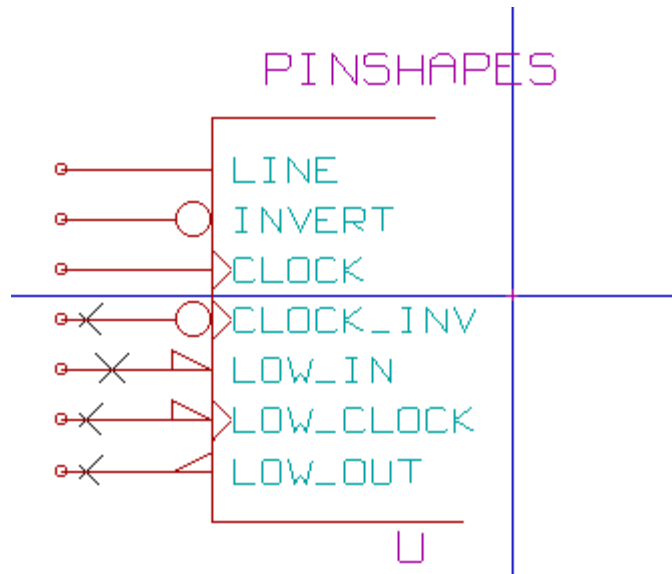 PINSHAPES
LINE
INVERT
CLOCK
CLOCK_INV
LOW_IN
LOW_CLOCK
LOW_OUT
U